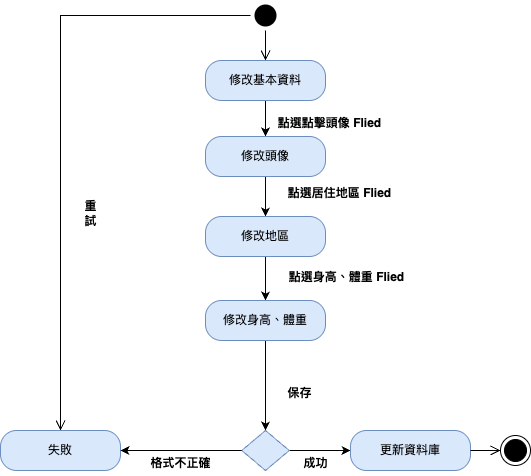 修改基本資料
點選點擊頭像 Flied
修改頭像
點選居住地區 Flied
重
試
修改地區
點選身高、體重 Flied
修改身高、體重
保存
失敗
格式不正確
成功
更新資料庫